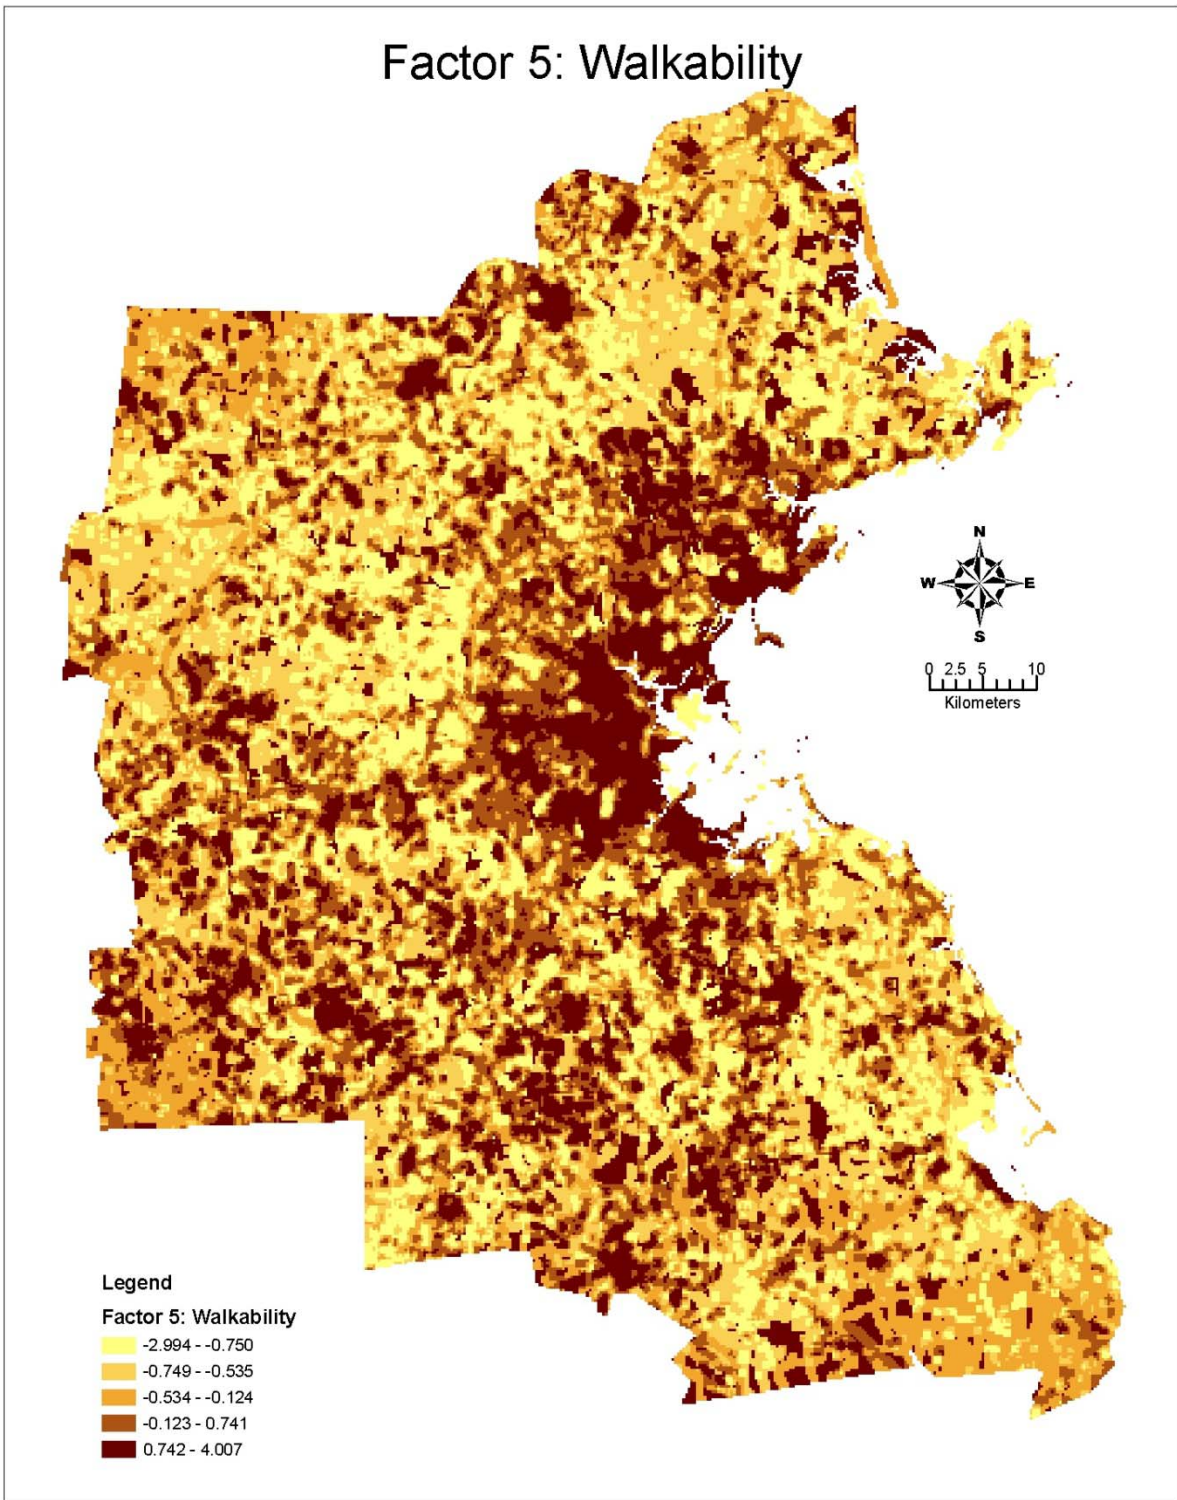 Factor 5: Walkability
N
W E
S
0 2.5 5 10
Kilometers
Legend
Factor 5: Walkability
-2.994 - -0.750
-0.749 - -0.535
-0.534 - -0.124
-0.123 - 0.741
0.742 - 4.007